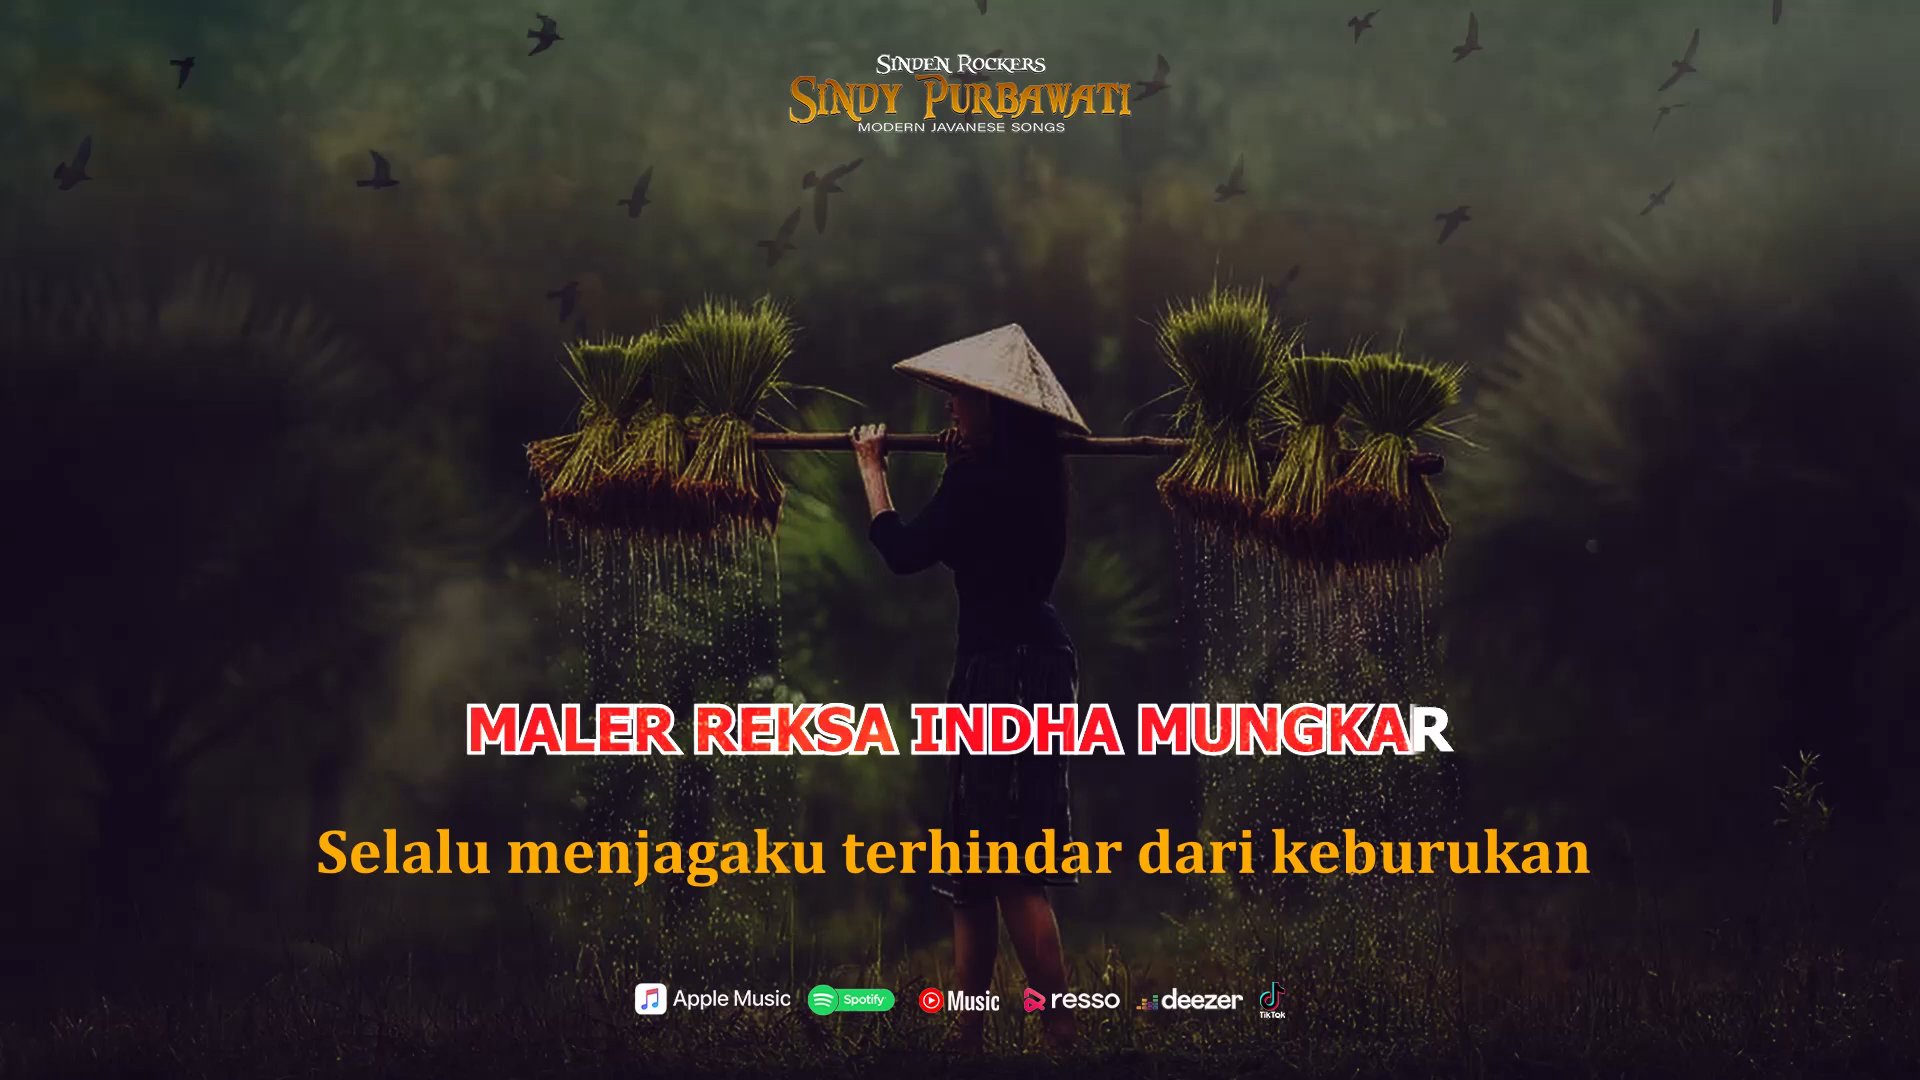 SINDEN ROCKERS
SINDY PURBAWATI
MODERN JAVANESE SONGS
MALER REKSA INDHA MUNGKAR
Selalu menjagaku terhindar dari keburukan
Apple Music Spotify Music resso deezer TikTok